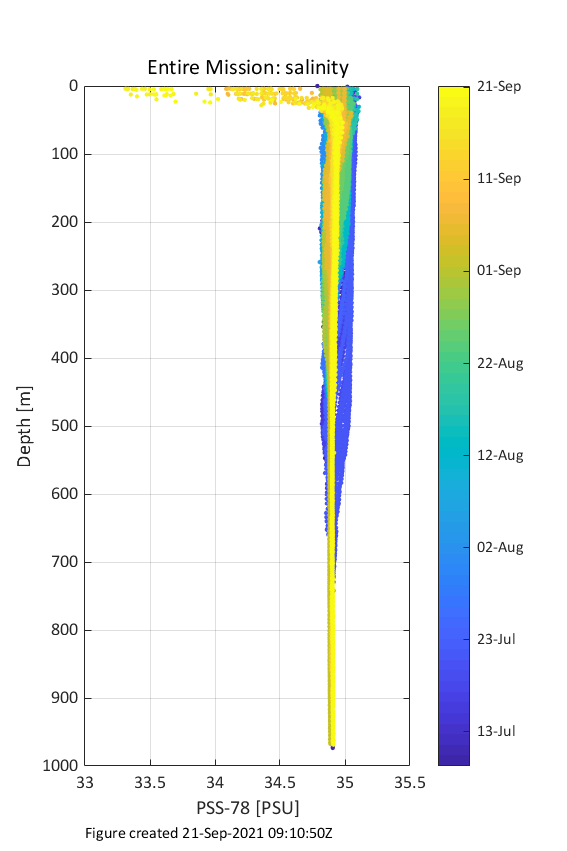 Entire Mission: salinity
0
100
200
300
400
500
600
700
800
900
1000
Depth [m]
33
33.5
34
34.5
35
35.5
PSS-78 [PSU]
21-Sep
11-Sep
01-Sep
22-Aug
12-Aug
02-Aug
23-Jul
13-Jul
Figure created 21-Sep-2021 09:10:50Z